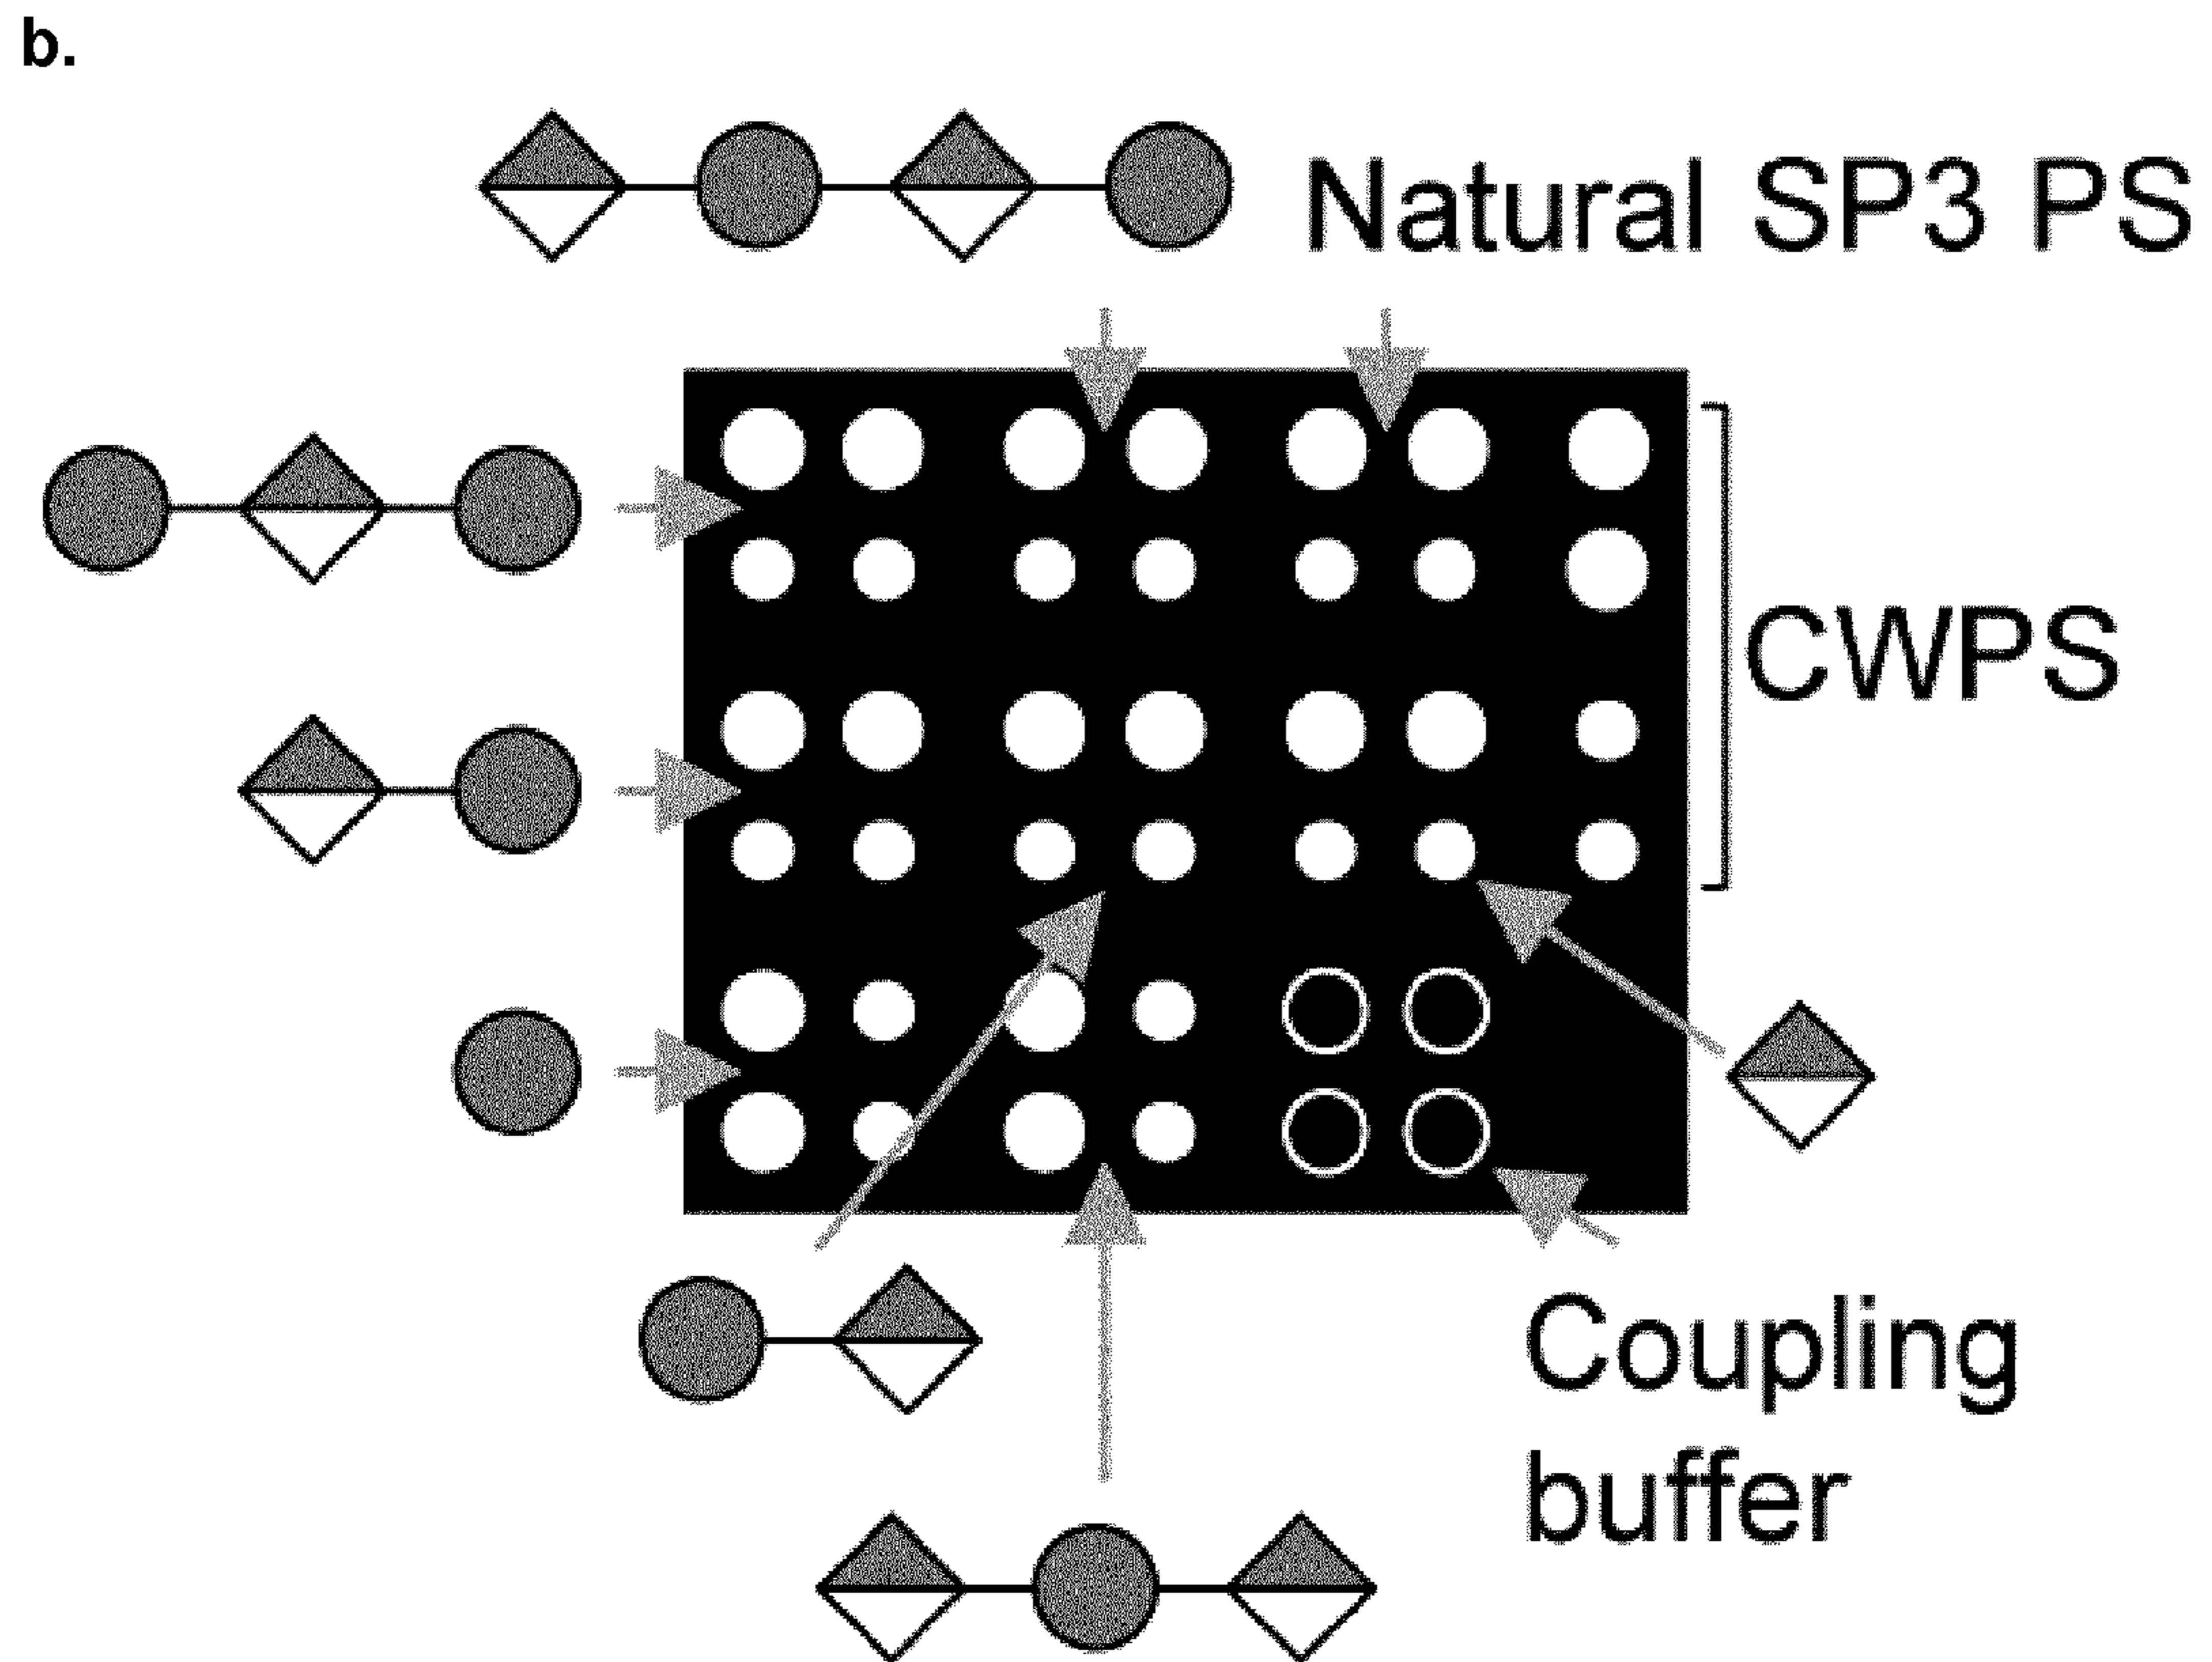 b.
Natural SP3 PS
CWPS
Coupling
buffer